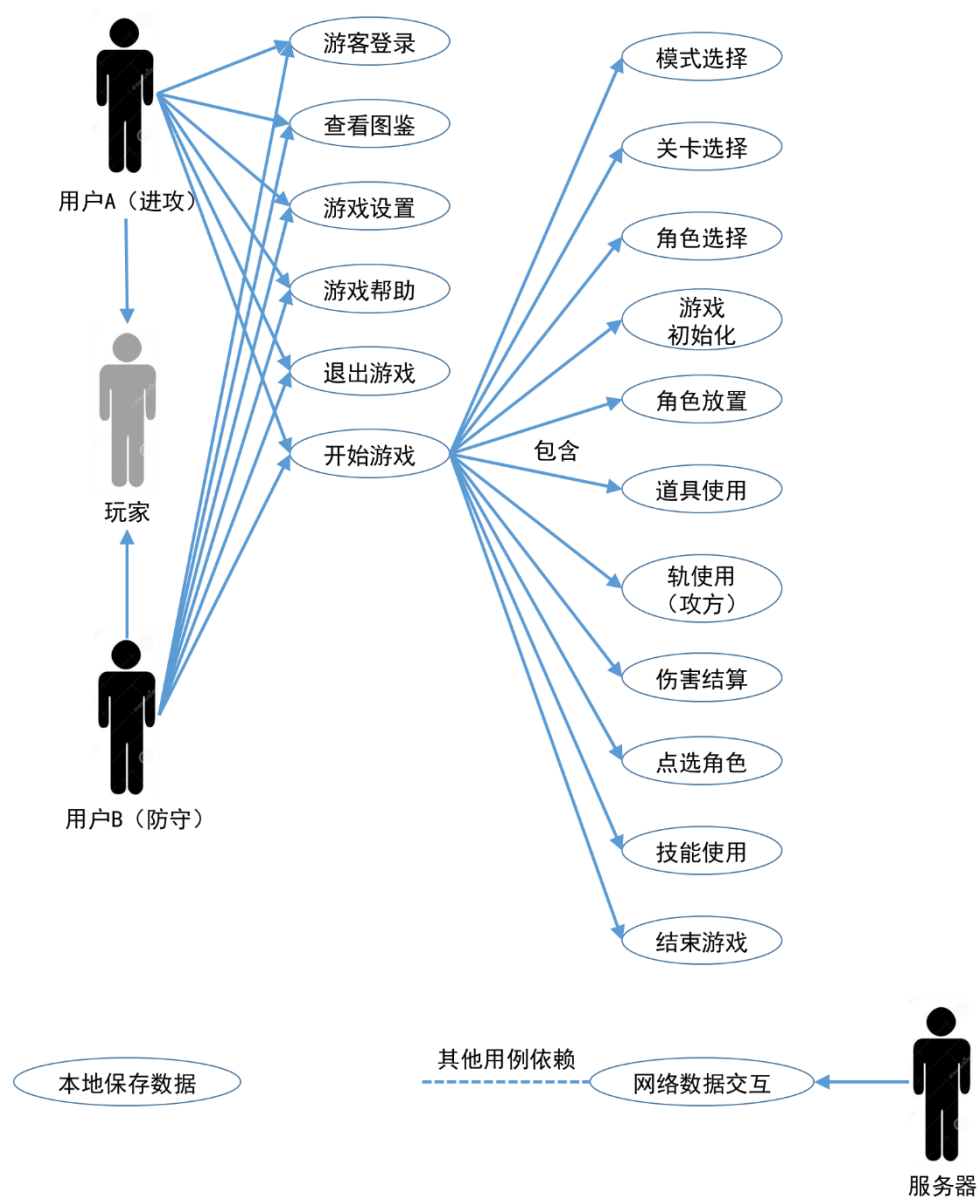 游客登录
模式选择
查看图鉴
关卡选择
用户A（进攻）
游戏设置
角色选择
游戏帮助
游戏
初始化
退出游戏
角色放置
开始游戏
包含
道具使用
玩家
轨使用
（攻方）
伤害结算
点选角色
用户B（防守）
技能使用
结束游戏
本地保存数据
其他用例依赖
网络数据交互
服务器